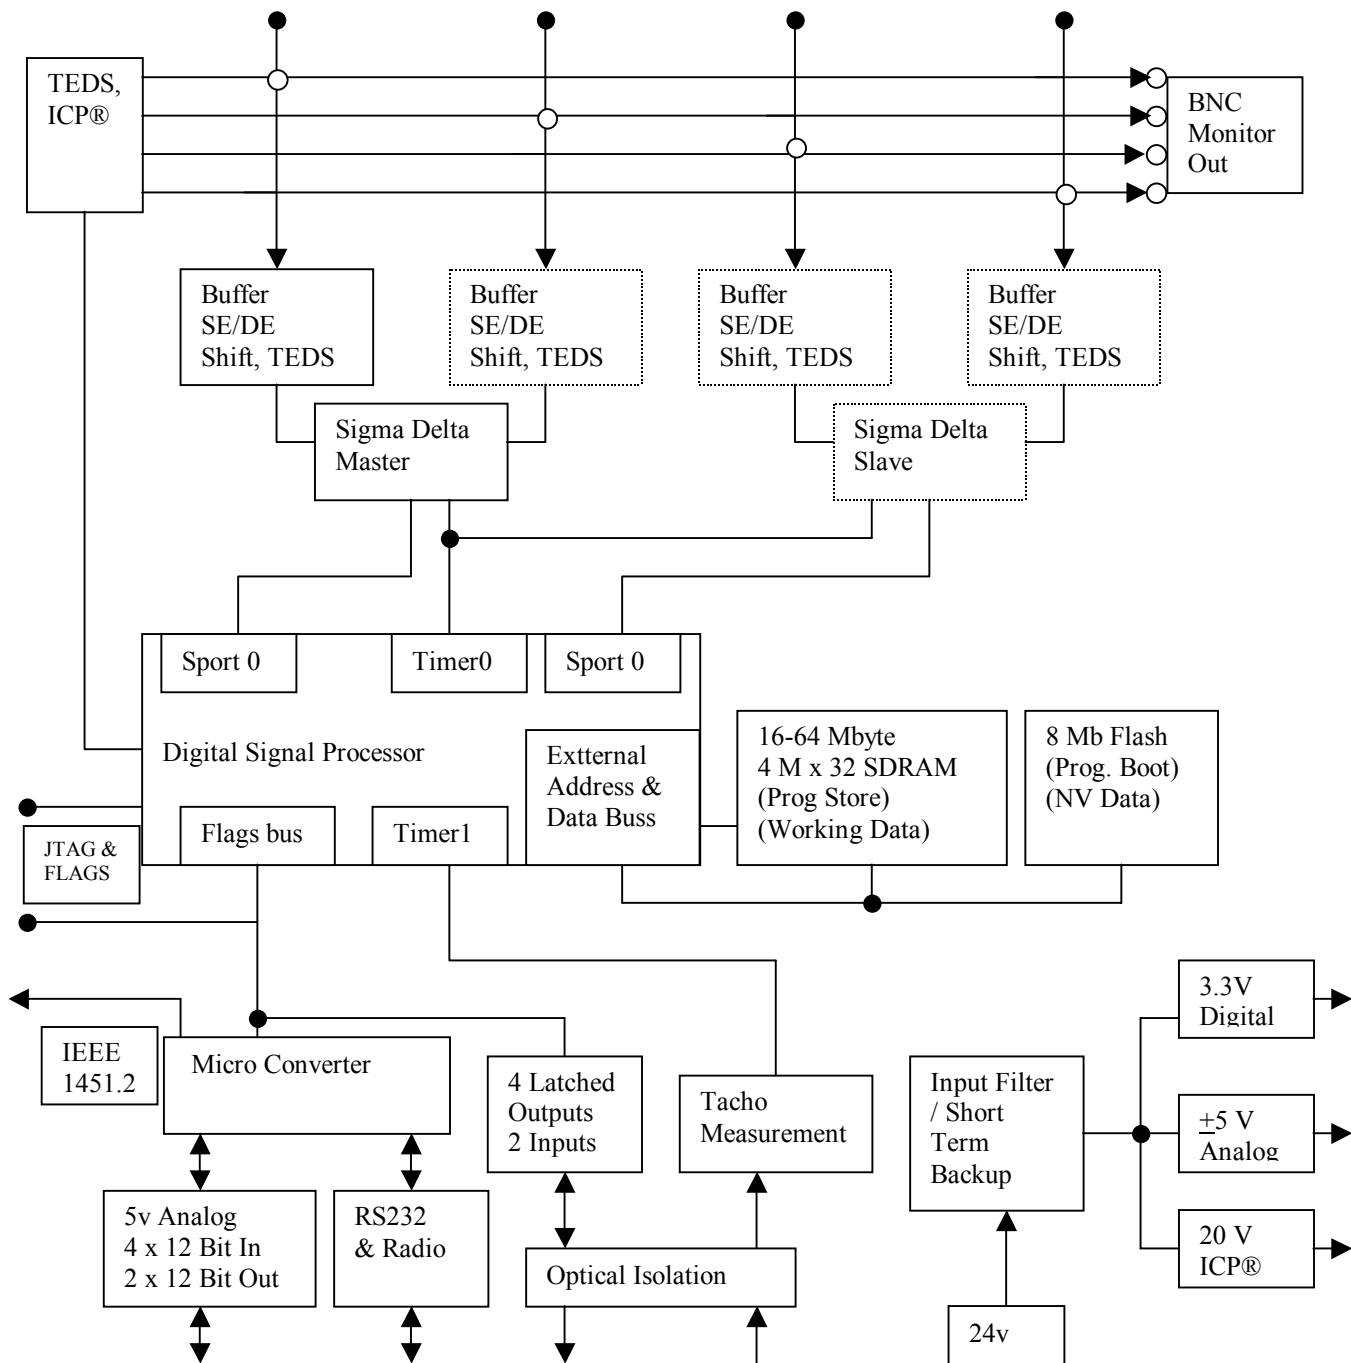 TEDS,
ICP®
BNC
Monitor
Out
Buffer
SE/DE
Shift, TEDS
Buffer
SE/DE
Shift, TEDS
Buffer
SE/DE
Shift, TEDS
Buffer
SE/DE
Shift, TEDS
Sigma Delta
Master
Sigma Delta
Slave
Sport 0
Timer0
Sport 0
Digital Signal Processor
Extternal
Address &
Data Buss
16-64 Mbyte
4 M x 32 SDRAM
(Prog Store)
(Working Data)
8 Mb Flash
(Prog. Boot)
(NV Data)
Flags bus
Timer1
JTAG &
FLAGS
IEEE
1451.2
Micro Converter
4 Latched
Outputs
2 Inputs
Tacho
Measurement
Input Filter
/ Short
Term
Backup
3.3V
Digital
±5 V
Analog
20 V
ICP®
5v Analog
4 x 12 Bit In
2 x 12 Bit Out
RS232
& Radio
Optical Isolation
24v